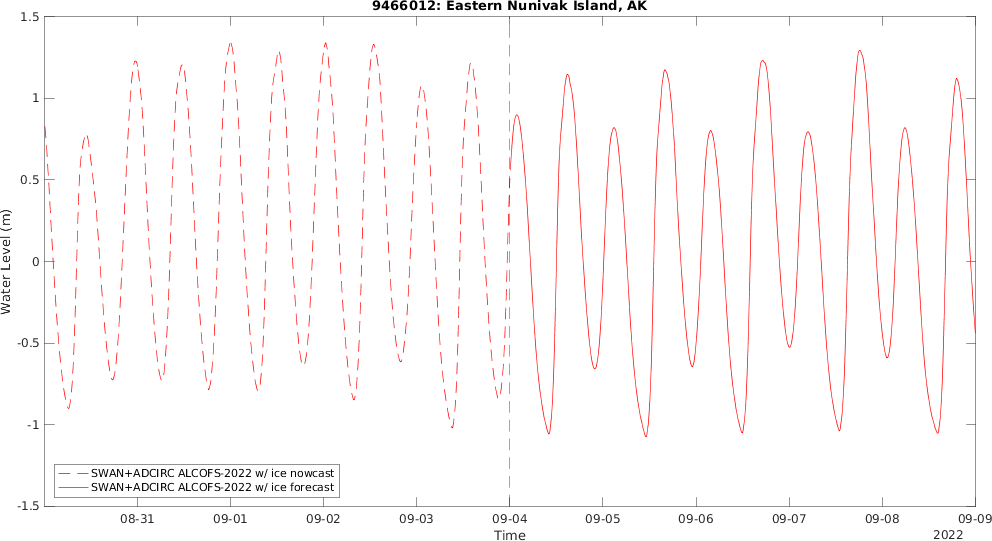 9466012: Eastern Nunivak Island, AK
1.5
1
0.5
0
-0.5
-1
-1.5
Water Level (m)
SWAN+ADCIRC ALCOFS-2022 w/ ice nowcast
SWAN+ADCIRC ALCOFS-2022 w/ ice forecast
08-31 09-01 09-02 09-03 09-04 09-05 09-06 09-07 09-08 09-09
Time
2022